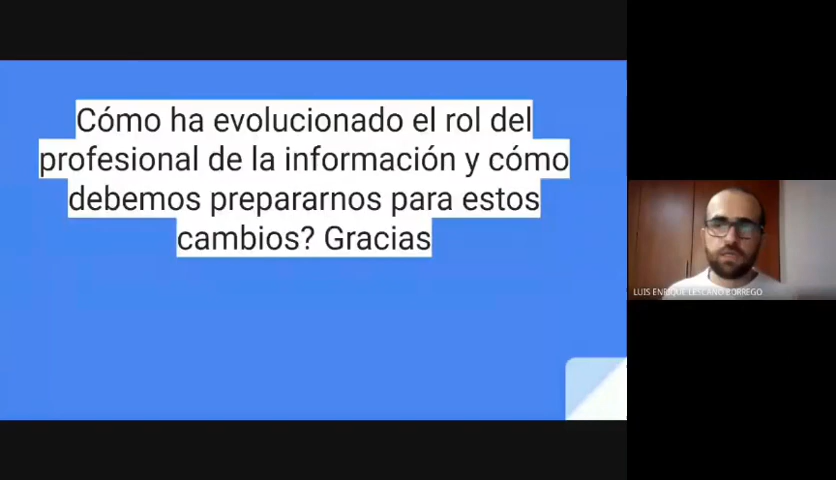 Cómo ha evolucionado el rol del
profesional de la información y cómo
debemos prepararnos para estos
cambios? Gracias
LUIS ENRIQUE LESCANO BORREGO